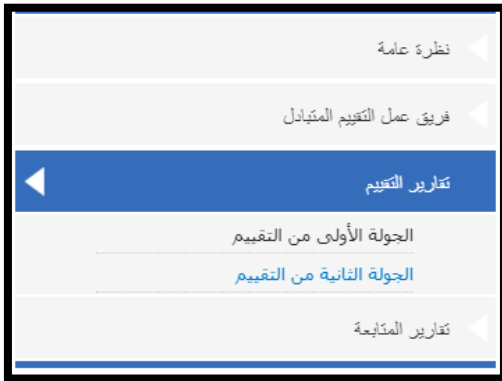 نظرة عامة
فريق عمل التقييم المتبادل
تقارير التقييم
الجولة الأولى من التقييم
الجولة الثانية من التقييم
تقارير المتابعة